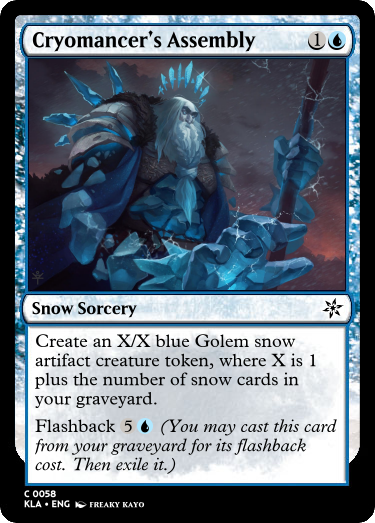 Cryomancer's Assembly 1
Snow Sorcery
Create an X/X blue Golem snow
artifact creature token, where X is 1
plus the number of snow cards in
your graveyard.
Flashback 5 (You may cast this card
from your graveyard for its flashback
cost. Then exile it.)
C 0058
KLA • ENG FREAKY KAYO